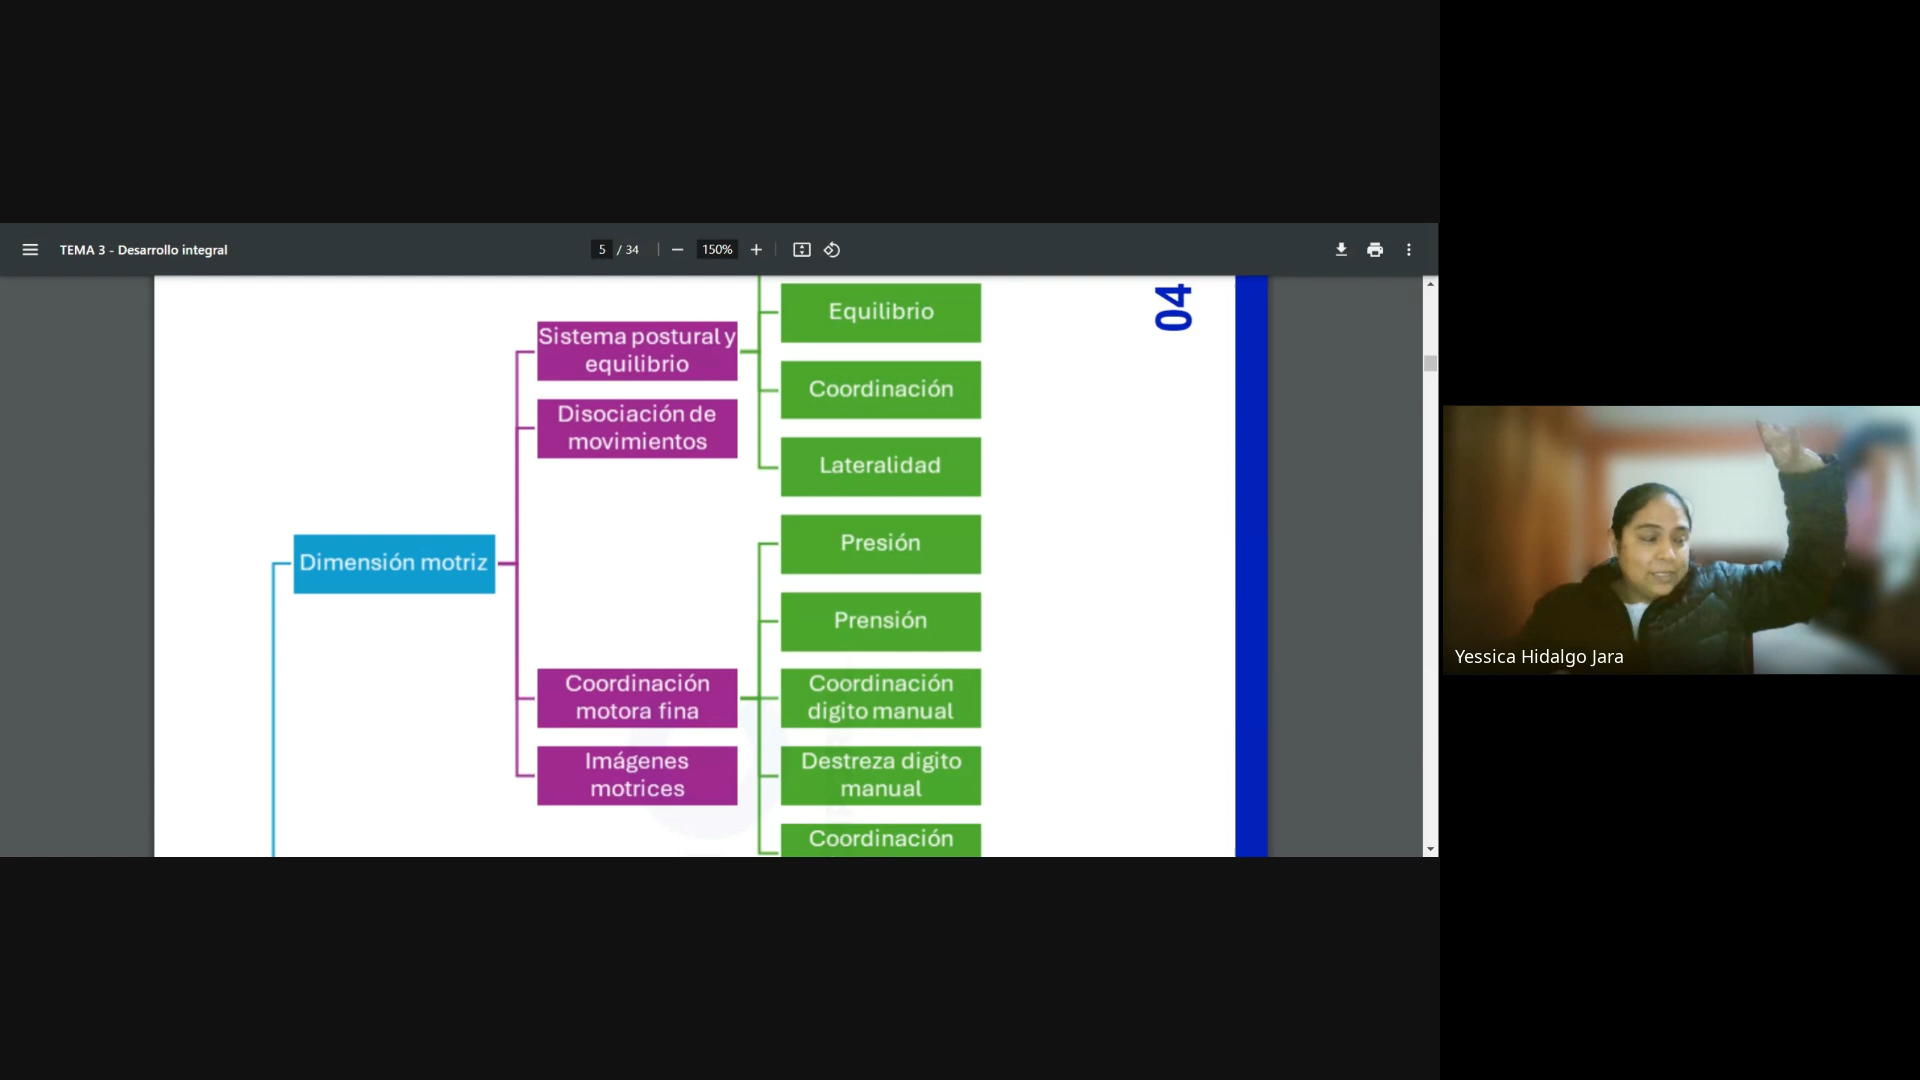 TEMA 3 - Desarrollo integral
5 / 34
150%
04
Equilibrio
Sistema postural y
equilibrio
Coordinación
Disociación de
movimientos
Lateralidad
Presión
Dimensión motriz
Prensión
Coordinación
motora fina
Coordinación
digito manual
Imágenes
motrices
Destreza digito
manual
Coordinación
Yessica Hidalgo Jara